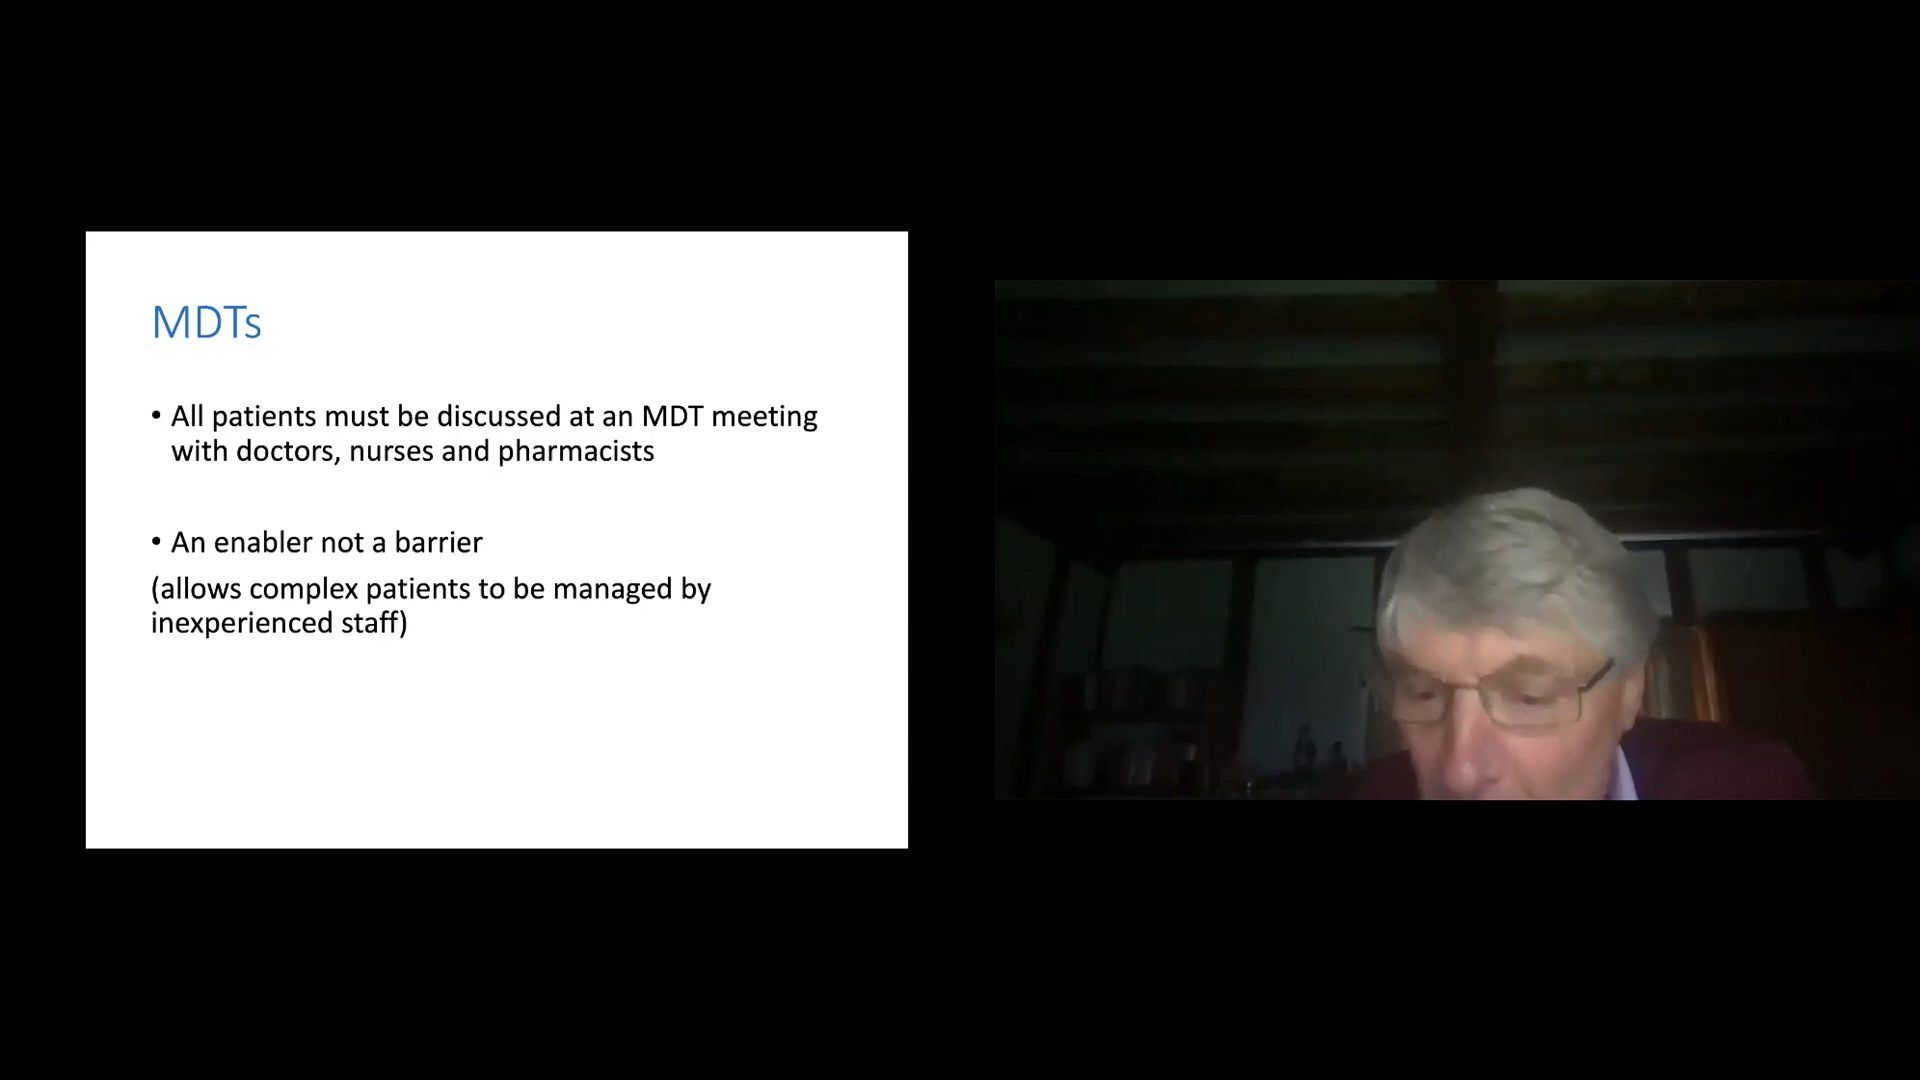 MDTs
• All patients must be discussed at an MDT meeting
with doctors, nurses and pharmacists
• An enabler not a barrier
(allows complex patients to be managed by
inexperienced staff)